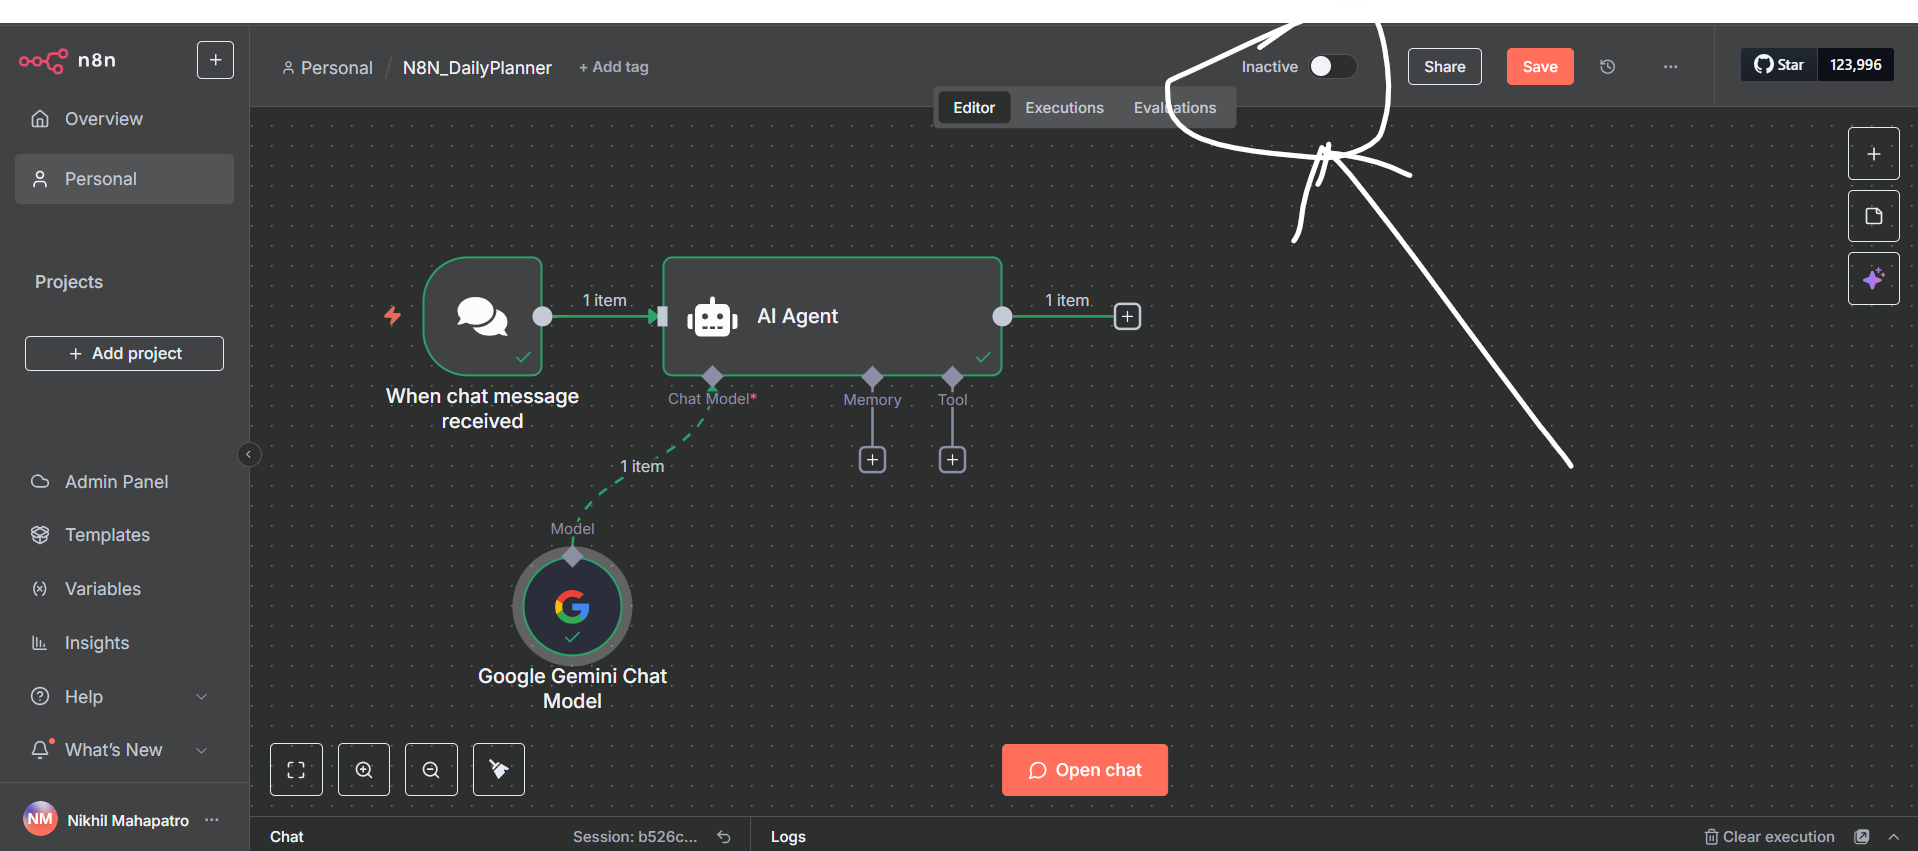 n8n
Personal / N8N_DailyPlanner + Add tag
Inactive
Share
Save
Star 123,996
Editor Executions Evaluations
Overview
Personal
Projects
+ Add project
Admin Panel
Templates
Variables
Insights
Help
What's New
NM Nikhil Mahapatro
1 item
AI Agent
1 item
When chat message
received
Chat Model*
Memory
Tool
1 item
Model
Google Gemini Chat
Model
Open chat
Chat
Session: b526c...
Logs
Clear execution